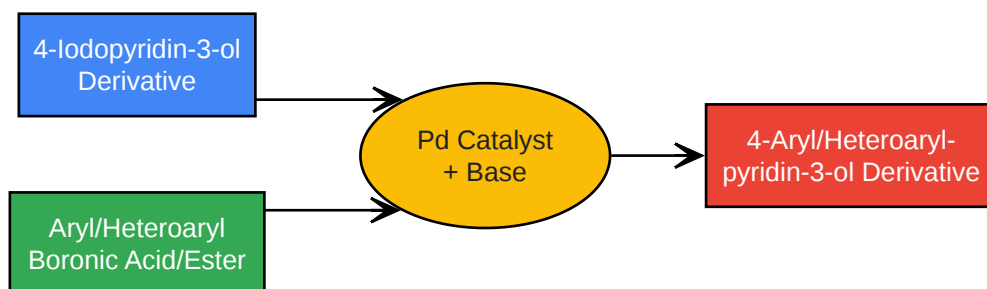 4-Iodopyridin-3-ol
Derivative
Aryl/Heteroaryl
Boronic Acid/Ester
Pd Catalyst
+ Base
4-Aryl/Heteroaryl-
pyridin-3-ol Derivative